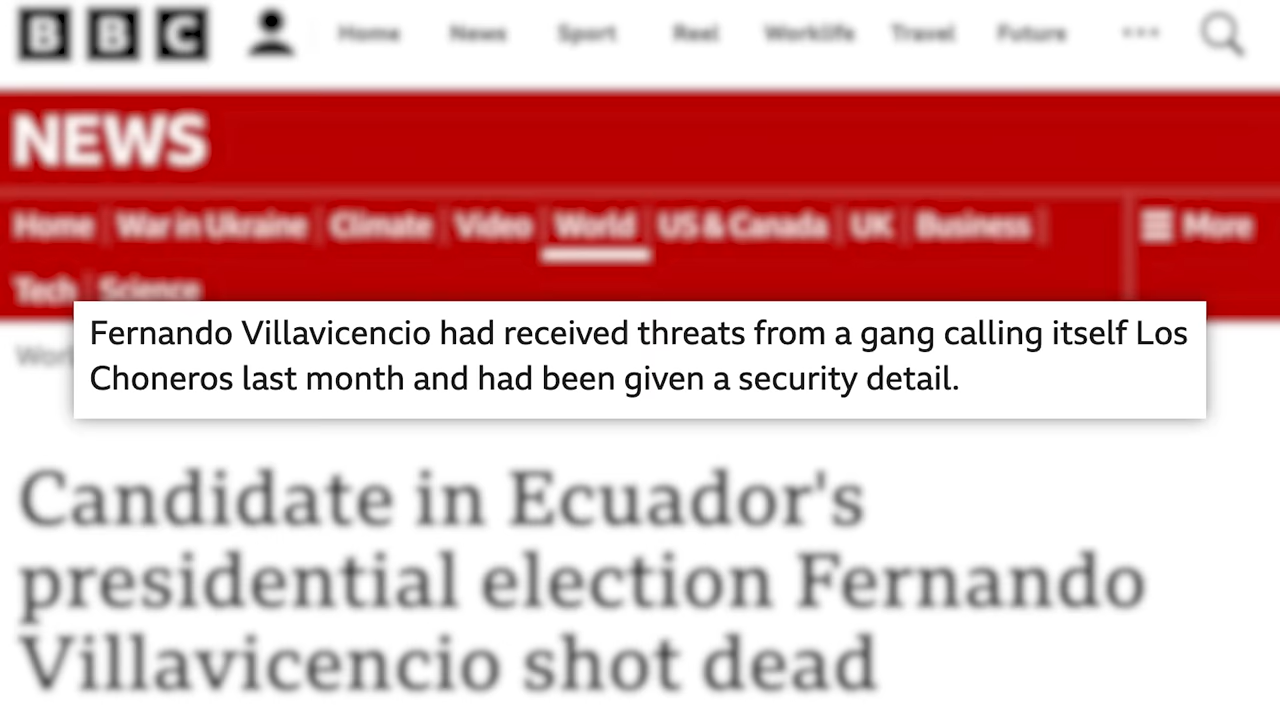 BBC Home News Sport Reel Worklife Travel Future
NEWS
Home War in Ukraine Climate Video World US & Canada UK Business More
Tech Science
Fernando Villavicencio had received threats from a gang calling itself Los
Choneros last month and had been given a security detail.
Candidate in Ecuador's
presidential election Fernando
Villavicencio shot dead